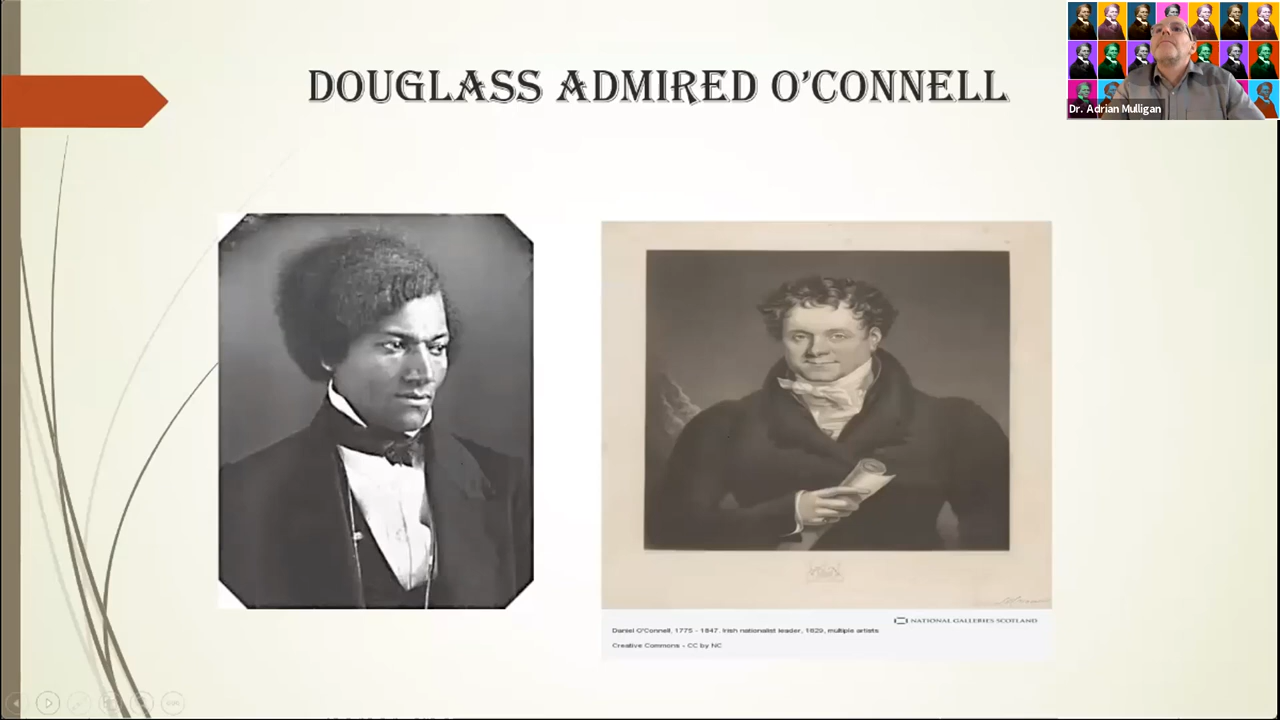 DOUGLASS ADMIRED O'CONNELL
Dr. Adrian Mulligan
NATIONAL GALLERIES SCOTLAND
Daniel O'Connell, 1775 - 1847. Irish nationalist leader, 1829, multiple artists
Creative Commons - CC by NC